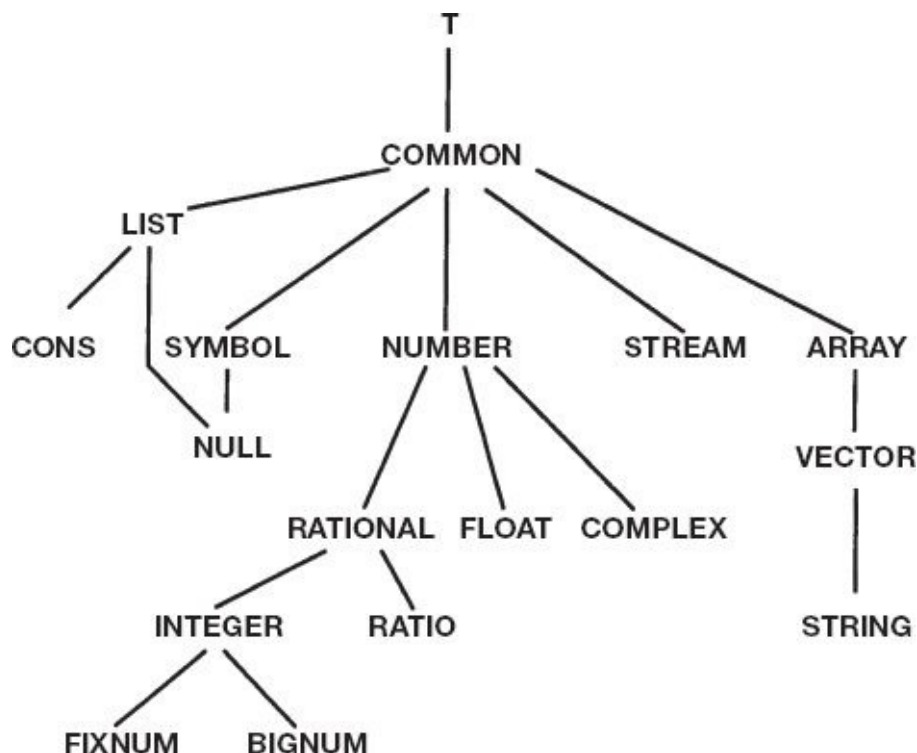 T
COMMON
LIST
CONS SYMBOL NUMBER STREAM ARRAY
NULL VECTOR
RATIONAL FLOAT COMPLEX
INTEGER RATIO STRING
FIXNUM BIGNUM